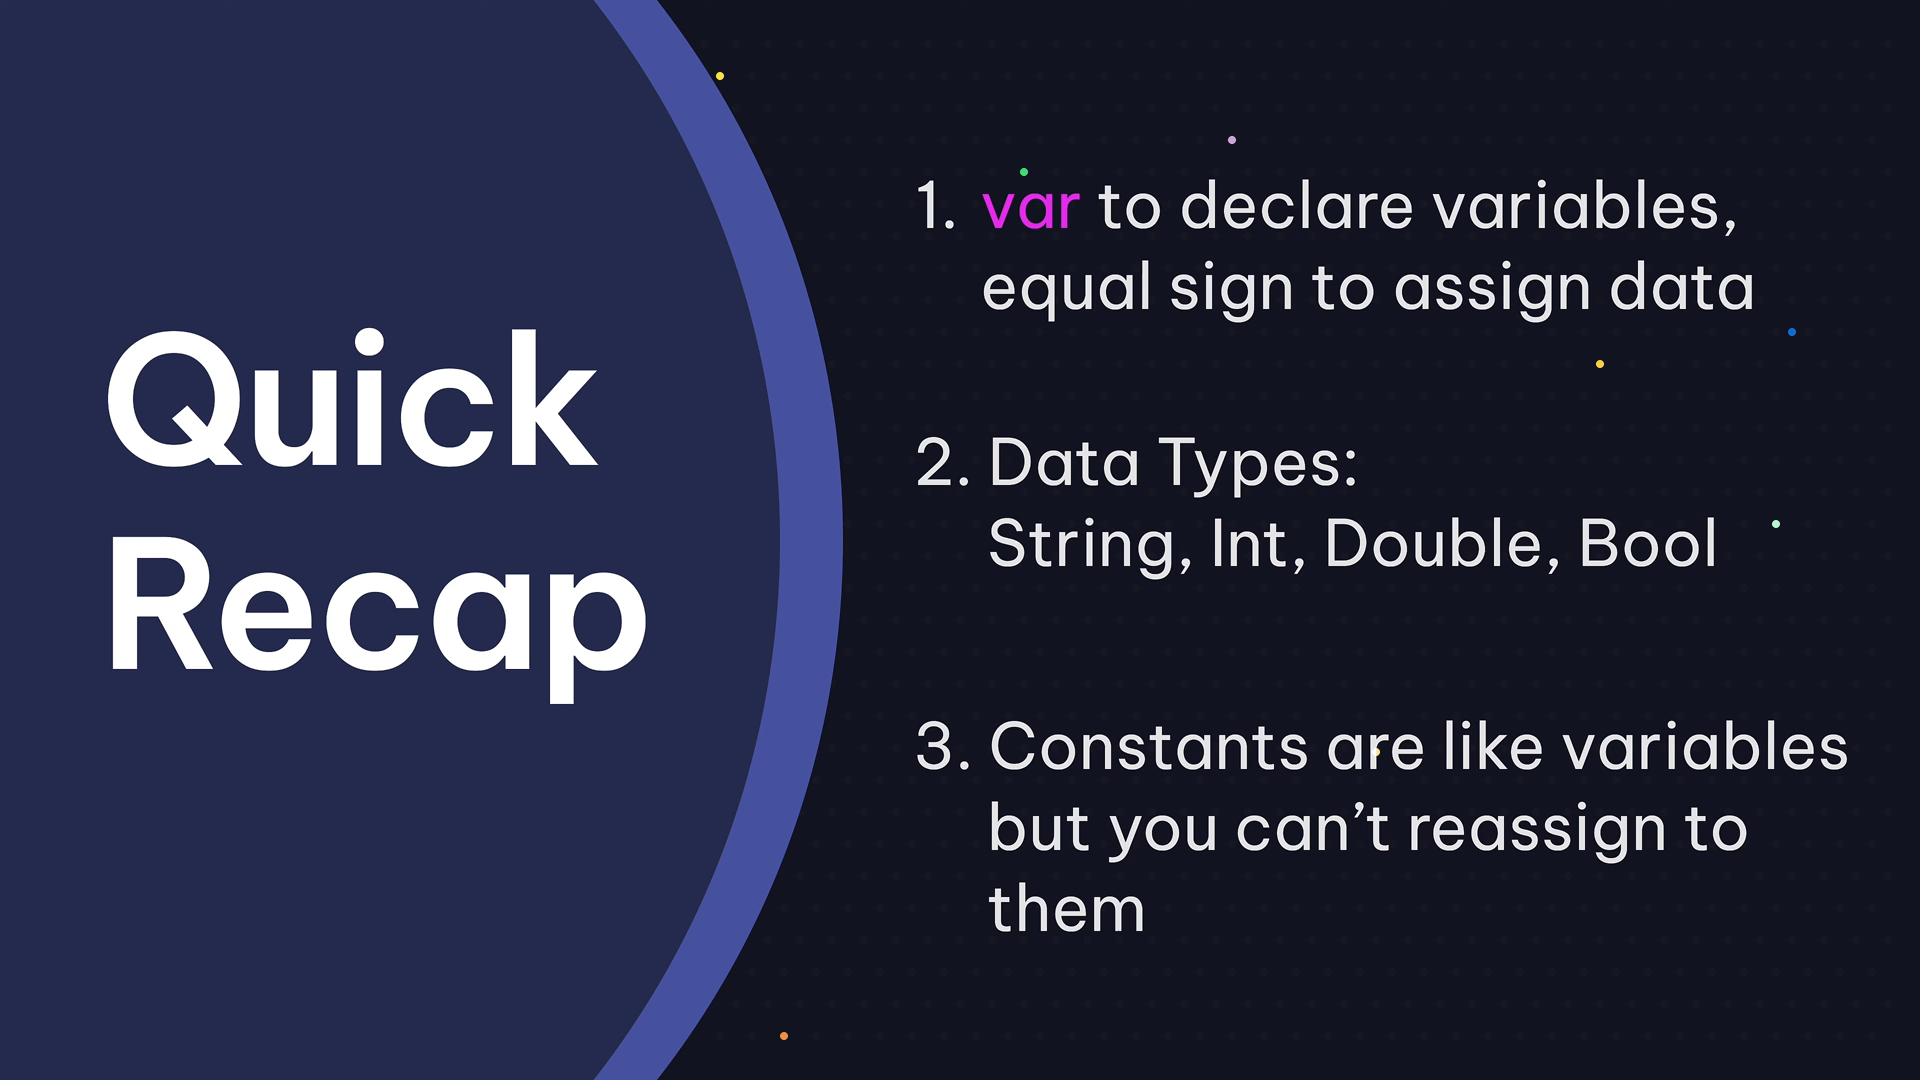 Quick
Recap
1. var to declare variables,
equal sign to assign data
2. Data Types:
String, Int, Double, Bool
3. Constants are like variables
but you can’t reassign to
them